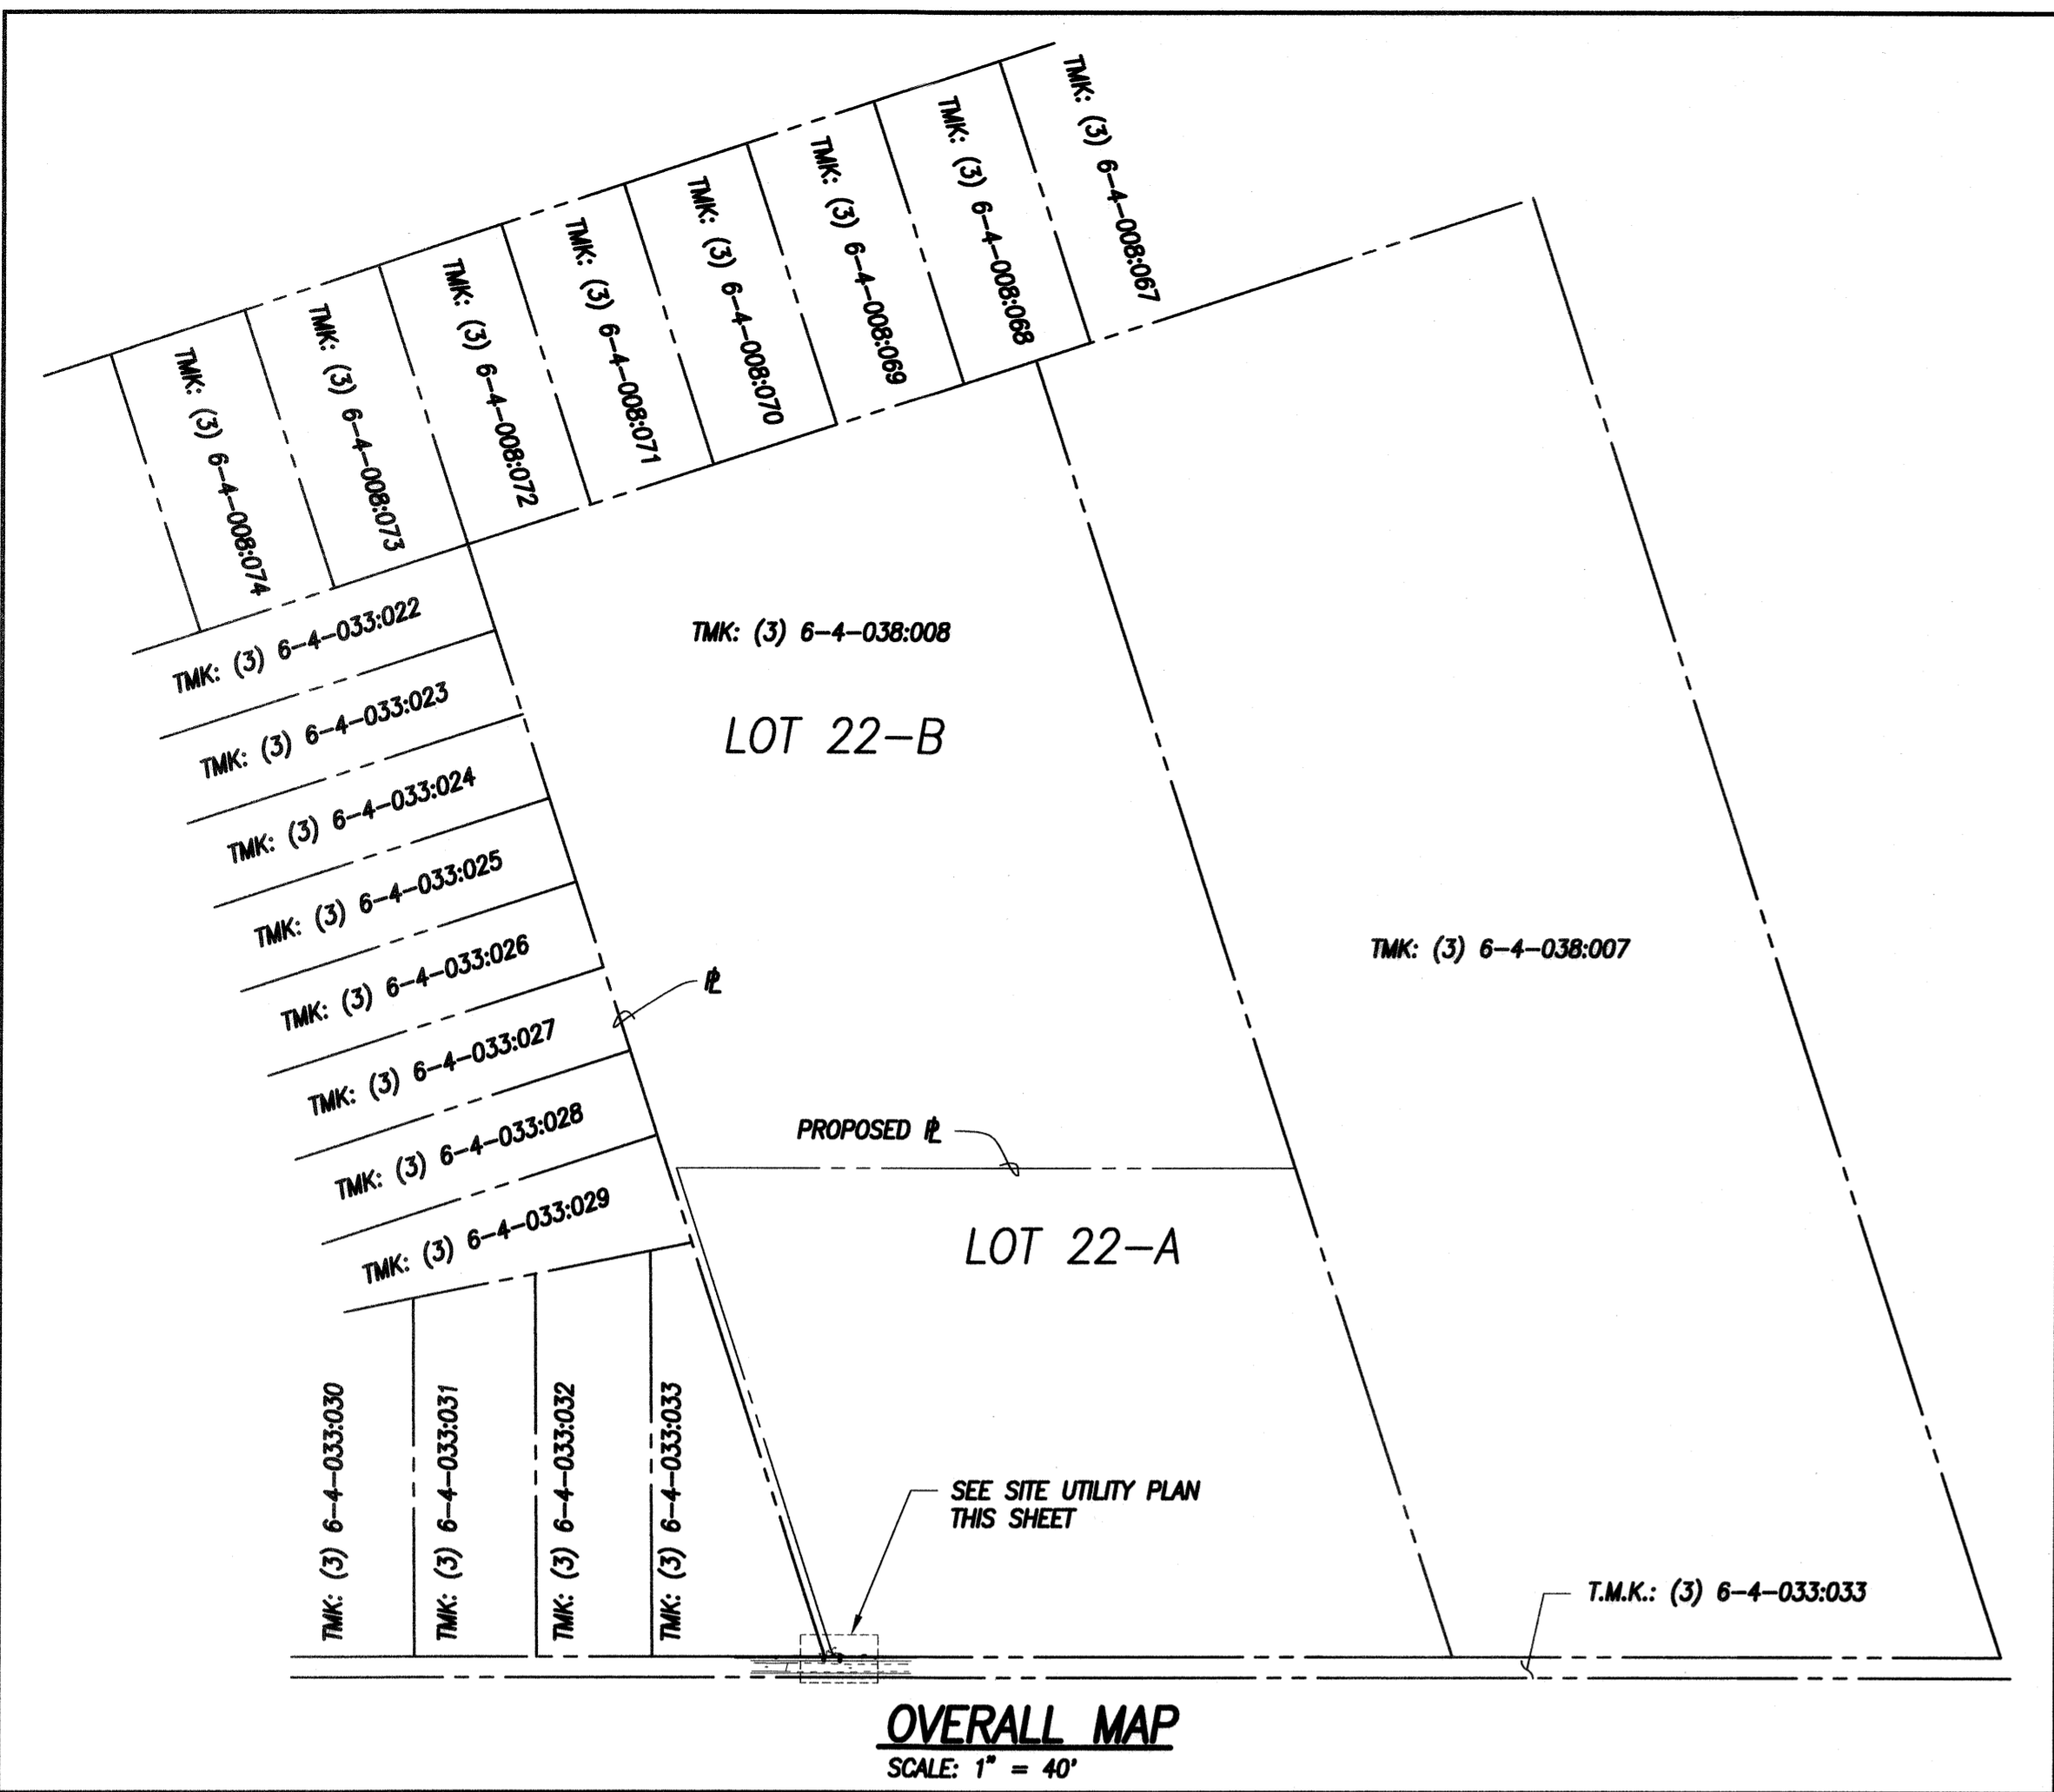 TMK: (3) 6-4-008:067
TMK: (3) 6-4-008:068
TMK: (3) 6-4-008:069
TMK: (3) 6-4-008:070
TMK: (3) 6-4-008:071
TMK: (3) 6-4-008:072
TMK: (3) 6-4-008:073
TMK: (3) 6-4-008:074
TMK: (3) 6-4-033:022
TMK: (3) 6-4-033:023
TMK: (3) 6-4-033:024
TMK: (3) 6-4-033:025
TMK: (3) 6-4-033:026
TMK: (3) 6-4-033:027
TMK: (3) 6-4-033:028
TMK: (3) 6-4-033:029
TMK: (3) 6-4-033:030
TMK: (3) 6-4-033:031
TMK: (3) 6-4-033:032
TMK: (3) 6-4-033:033
TMK: (3) 6-4-038:008
LOT 22-B
TMK: (3) 6-4-038:007
PL
PROPOSED PL
LOT 22-A
SEE SITE UTILITY PLAN
THIS SHEET
T.M.K.: (3) 6-4-033:033
OVERALL MAP
SCALE: 1" = 40'